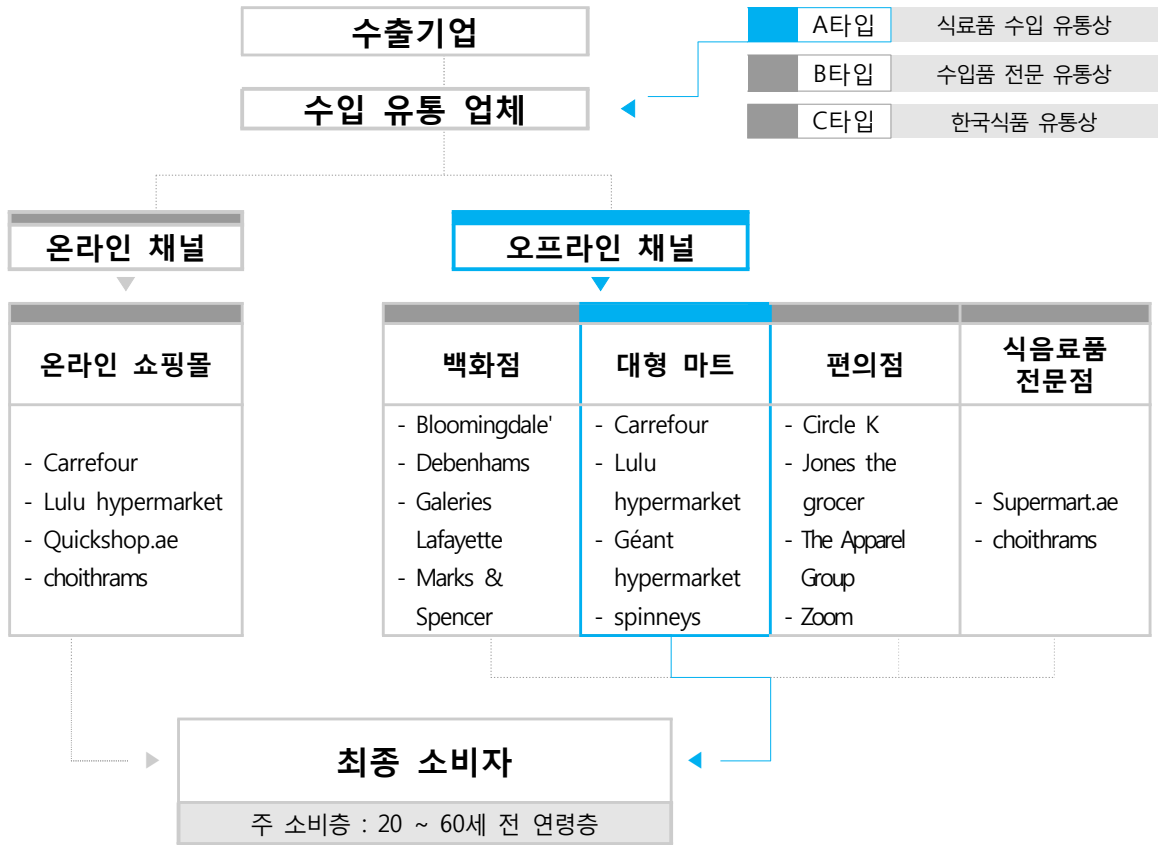 수출기업
수입 유통 업체
A타입 식료품 수입 유통상
B타입 수입품 전문 유통상
C타입 한국식품 유통상
온라인 채널
오프라인 채널
온라인 쇼핑몰
- Carrefour
- Lulu hypermarket
- Quickshop.ae
- choithrams
백화점
- Bloomingdale'
- Debenhams
- Galeries
Lafayette
- Marks &
Spencer
대형 마트
- Carrefour
- Lulu
hypermarket
- Géant
hypermarket
- spinneys
편의점
- Circle K
- Jones the
grocer
- The Apparel
Group
- Zoom
식음료품
전문점
- Supermart.ae
- choithrams
최종 소비자
주 소비층 : 20 ~ 60세 전 연령층